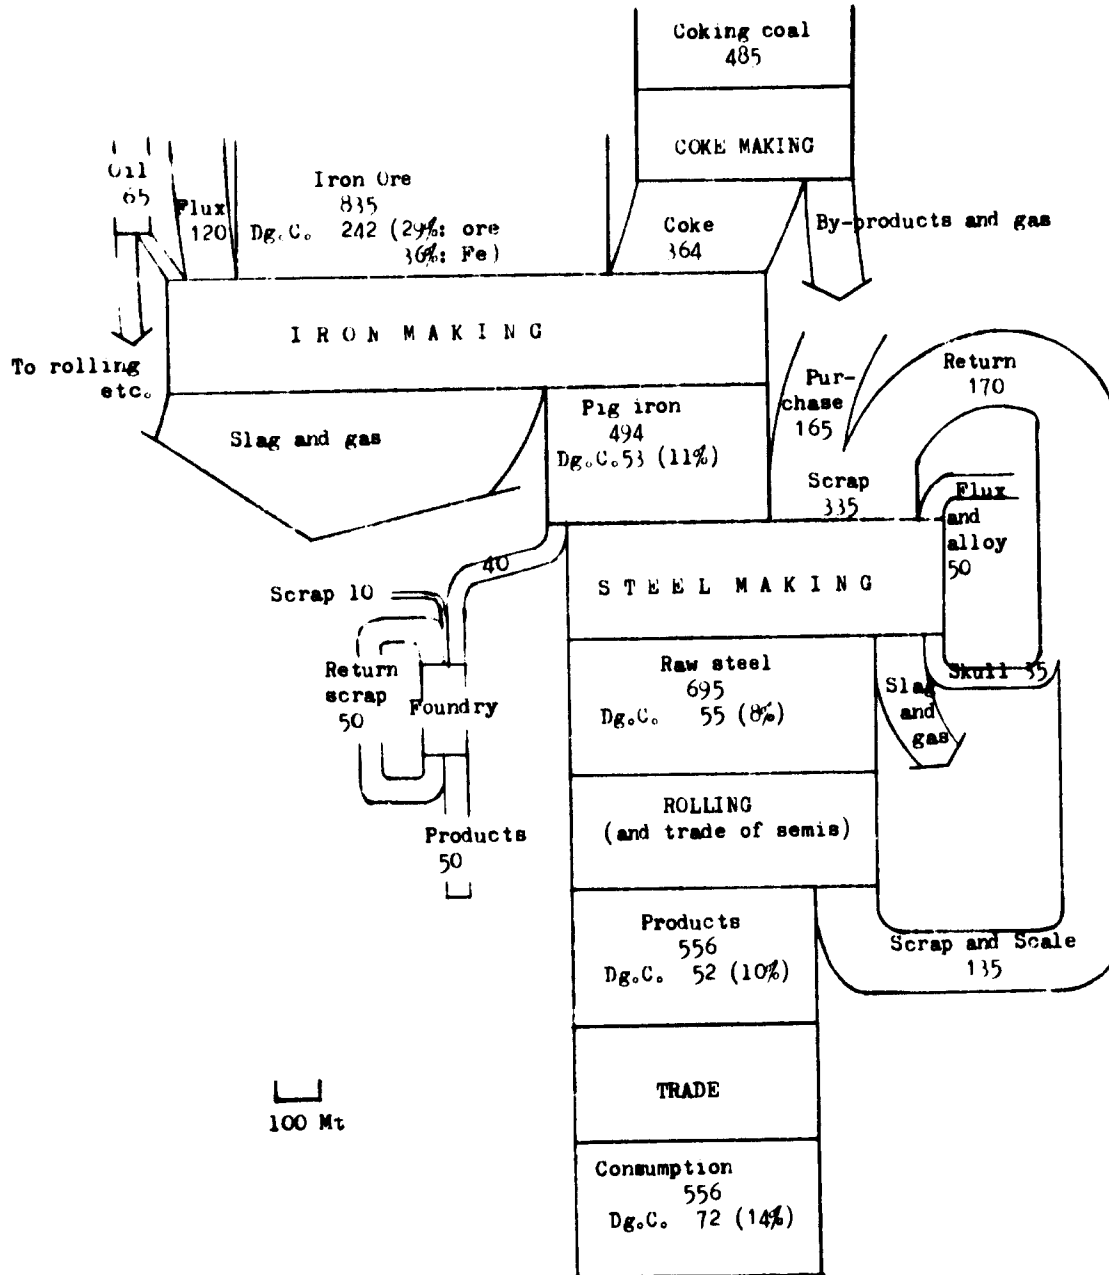 Coking coal
485
COKE MAKING
Oil
65
Flux
120
Iron Ore
835
Dg.C. 242 (29%: ore
36%: Fe)
Coke
364
By-products and gas
IRON MAKING
To rolling
etc.
Slag and gas
Pig iron
494
Dg.C.53 (11%)
Pur-
chase
165
Return
170
Scrap
335
Flux
and
alloy
50
40
Scrap 10
STEEL MAKING
Return
scrap
50
Foundry
Raw steel
695
Dg.C. 55 (8%)
Skull 35
Slag
and
gas
ROLLING
(and trade of semis)
Products
50
Products
556
Dg.C. 52 (10%)
Scrap and Scale
135
TRADE
100 Mt
Consumption
556
Dg.C. 72 (14%)